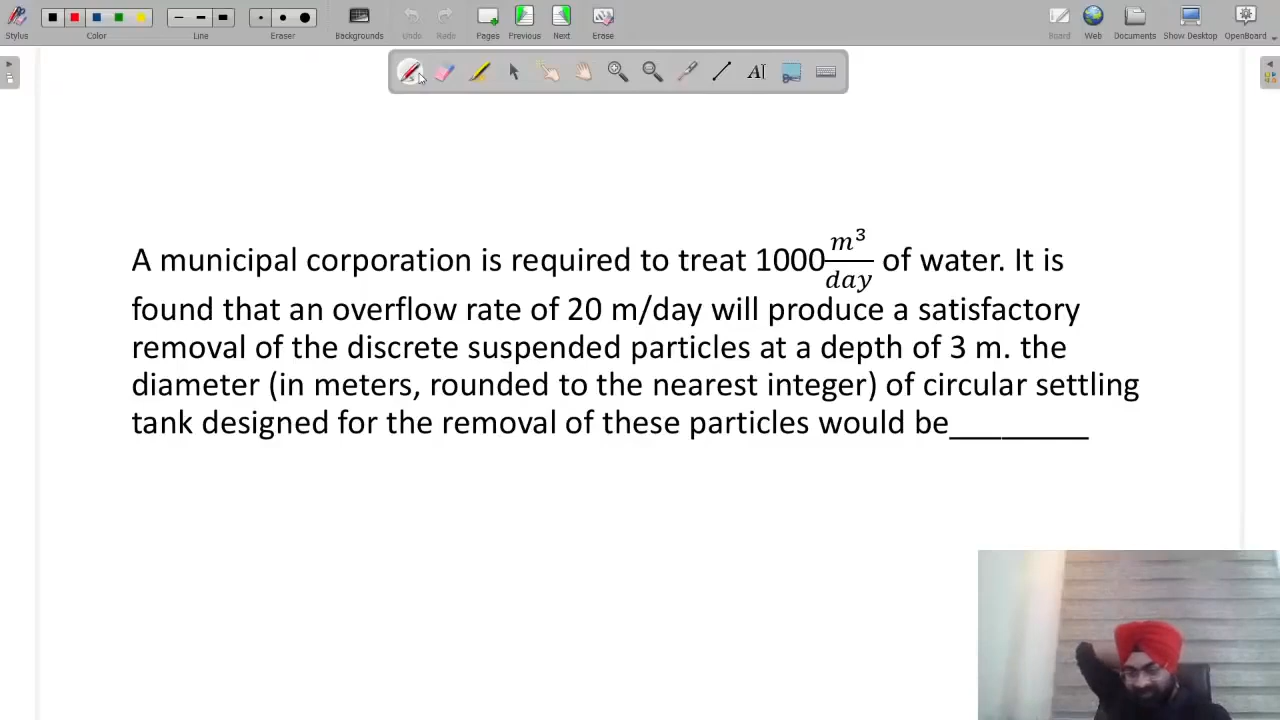 Stylus
Color
Line
Eraser
Backgrounds
Undo
Redo
Pages
Previous
Next
Erase
Board
Web
Documents
Show Desktop
OpenBoard
AI
A municipal corporation is required to treat 1000 m³/day of water. It is
found that an overflow rate of 20 m/day will produce a satisfactory
removal of the discrete suspended particles at a depth of 3 m. the
diameter (in meters, rounded to the nearest integer) of circular settling
tank designed for the removal of these particles would be________